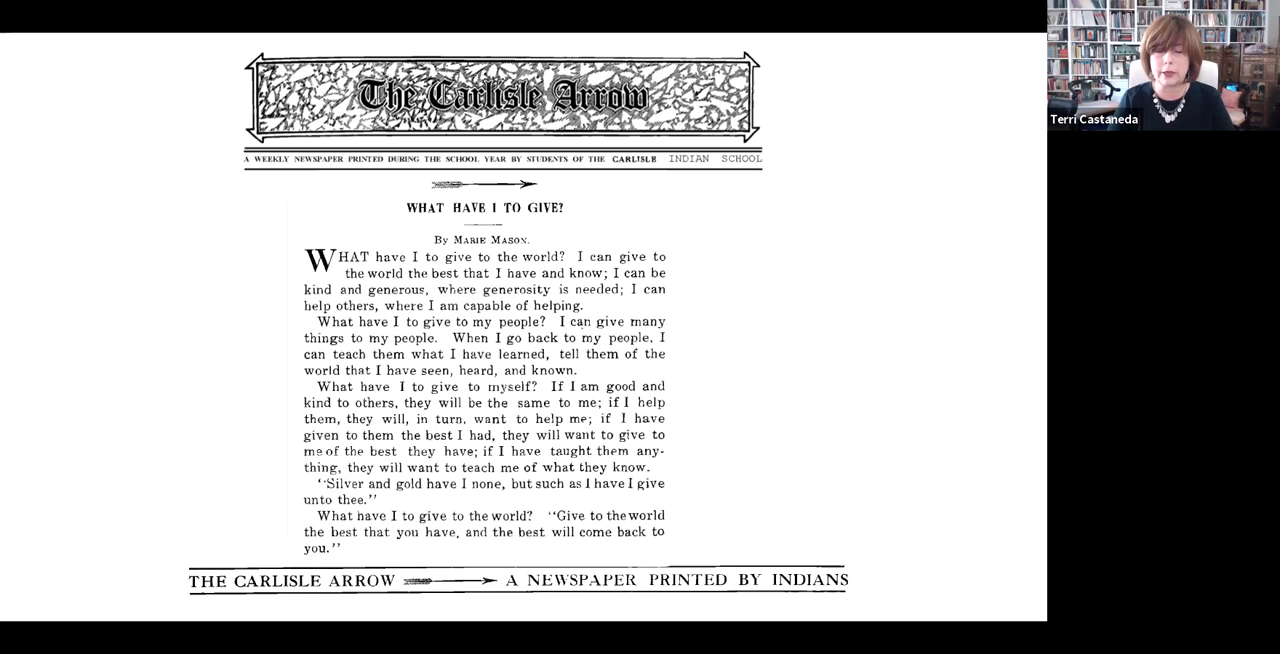 The Carlisle Arrow
A WEEKLY NEWSPAPER PRINTED DURING THE SCHOOL YEAR BY STUDENTS OF THE CARLISLE INDIAN SCHOOL
WHAT HAVE I TO GIVE?
By MARIE MASON.
WHAT have I to give to the world? I can give to
the world the best that I have and know; I can be
kind and generous, where generosity is needed; I can
help others, where I am capable of helping.
What have I to give to my people? I can give many
things to my people. When I go back to my people, I
can teach them what I have learned, tell them of the
world that I have seen, heard, and known.
What have I to give to myself? If I am good and
kind to others, they will be the same to me; if I help
them, they will, in turn, want to help me; if I have
given to them the best I had, they will want to give to
me of the best they have; if I have taught them any-
thing, they will want to teach me of what they know.
"Silver and gold have I none, but such as I have I give
unto thee."
What have I to give to the world? "Give to the world
the best that you have, and the best will come back to
you."
THE CARLISLE ARROW A NEWSPAPER PRINTED BY INDIANS
Terri Castaneda